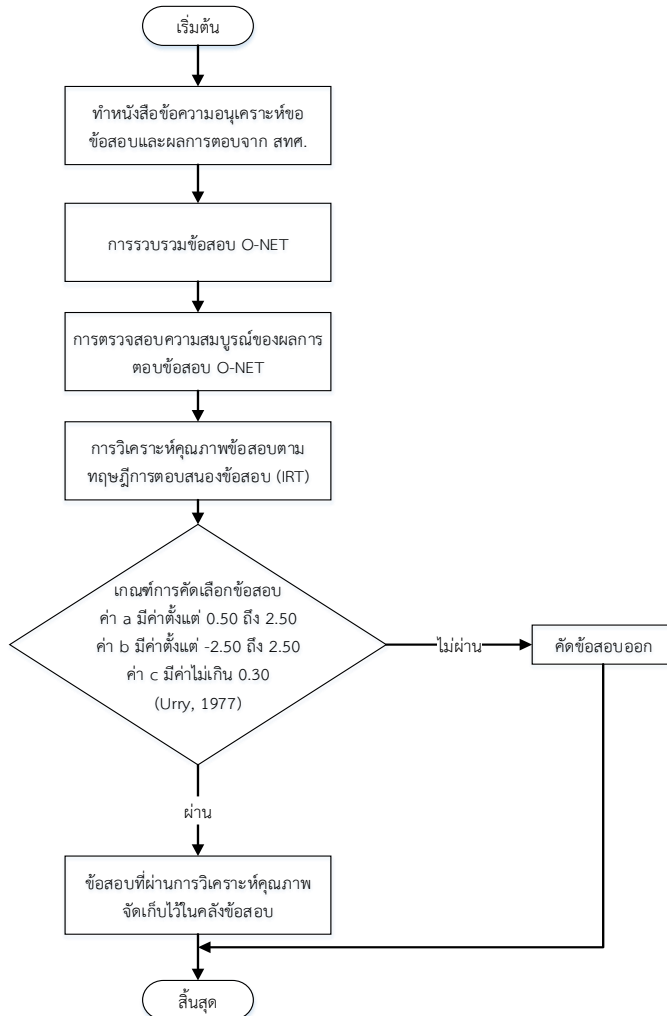 เริ่มต้น
ทำหนังสือข้อความอนุเคราะห์ขอ
ข้อสอบและผลการตอบจาก สทศ.
การรวบรวมข้อสอบ O-NET
การตรวจสอบความสมบูรณ์ของผลการ
ตอบข้อสอบ O-NET
การวิเคราะห์คุณภาพข้อสอบตาม
ทฤษฎีการตอบสนองข้อสอบ (IRT)
เกณฑ์การคัดเลือกข้อสอบ
ค่า a มีค่าตั้งแต่ 0.50 ถึง 2.50
ค่า b มีค่าตั้งแต่ -2.50 ถึง 2.50
ค่า c มีค่าไม่เกิน 0.30
(Urry, 1977)
ไม่ผ่าน
คัดข้อสอบออก
ผ่าน
ข้อสอบที่ผ่านการวิเคราะห์คุณภาพ
จัดเก็บไว้ในคลังข้อสอบ
สิ้นสุด